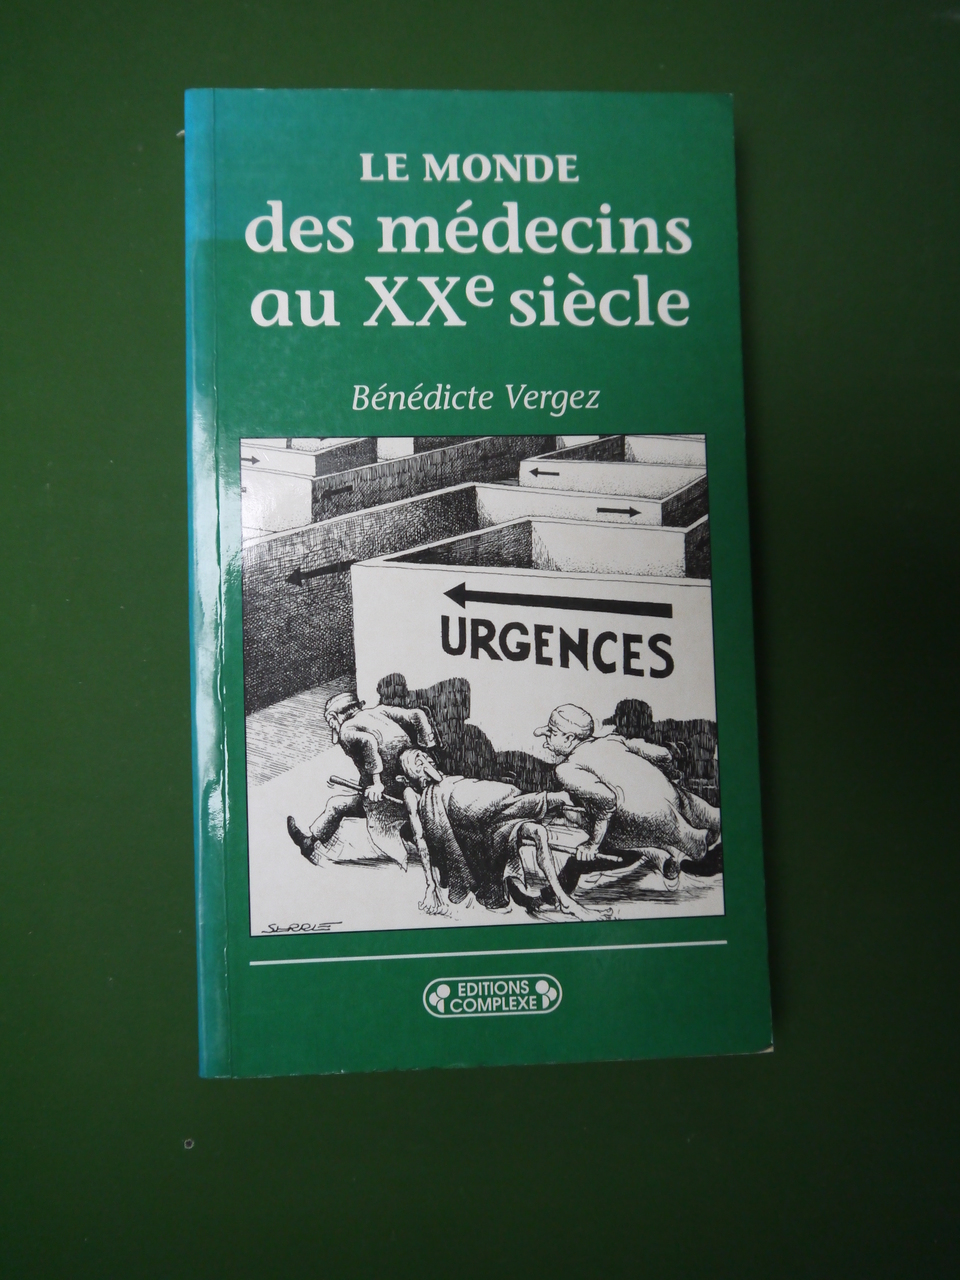 LE MONDE
des médecins
au XXe siècle
Bénédicte Vergez
URGENCES
SERRE
EDITIONS
COMPLEXE